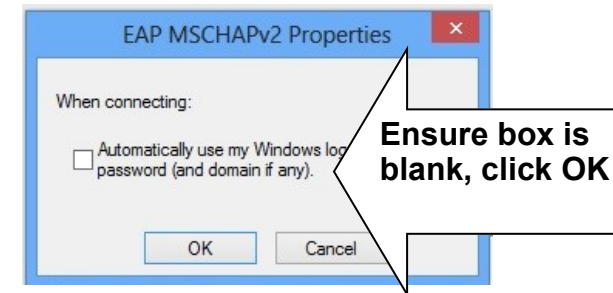 EAP MSCHAPv2 Properties
When connecting:
Automatically use my Windows
password (and domain if any).
OK Cancel
Ensure box is
blank, click OK